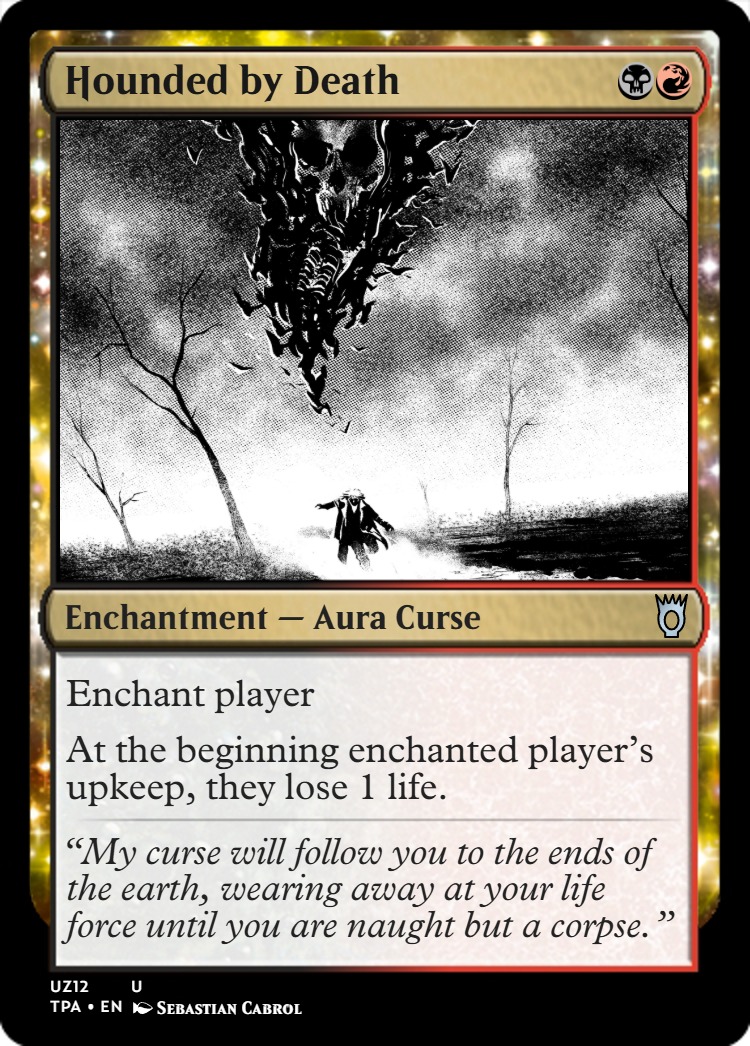 Hounded by Death
Enchantment — Aura Curse
Enchant player
At the beginning enchanted player's
upkeep, they lose 1 life.
“My curse will follow you to the ends of
the earth, wearing away at your life
force until you are naught but a corpse.”
UZ12 U
TPA • EN SEBASTIAN CABROL